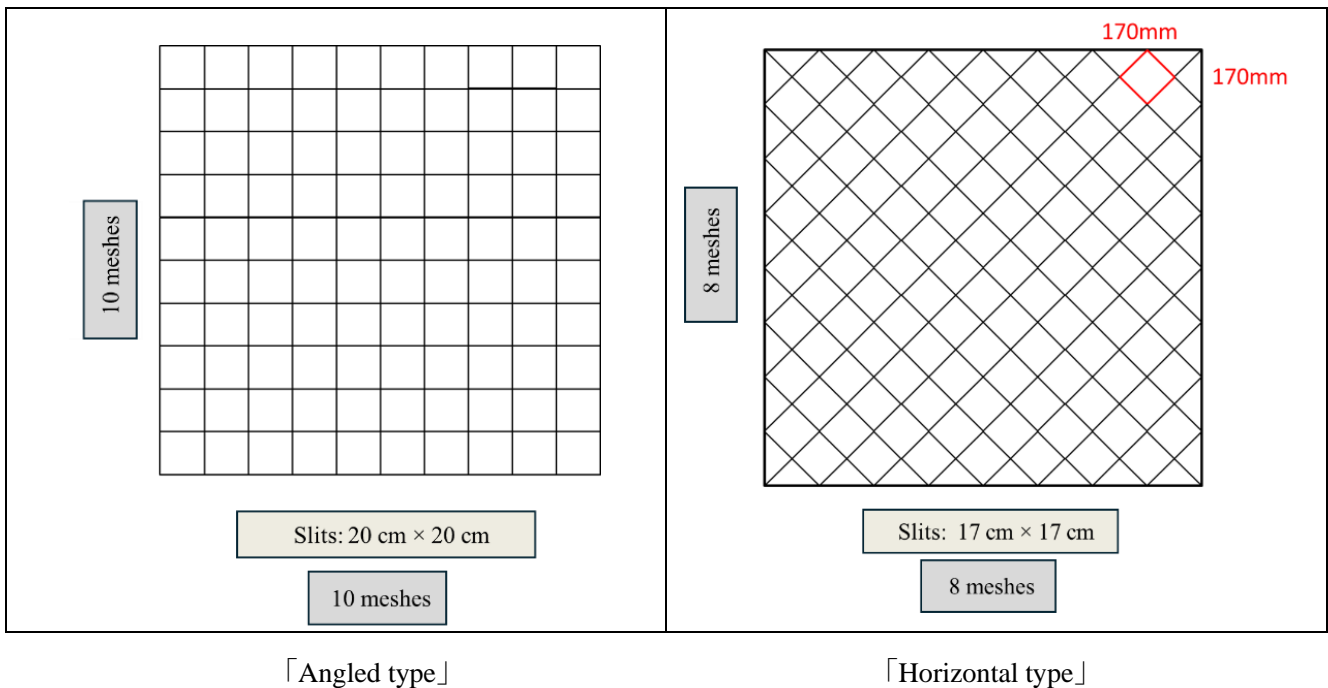 10 meshes
Slits: 20 cm × 20 cm
10 meshes
170mm
170mm
8 meshes
Slits: 17 cm × 17 cm
8 meshes
「Angled type」
「Horizontal type」